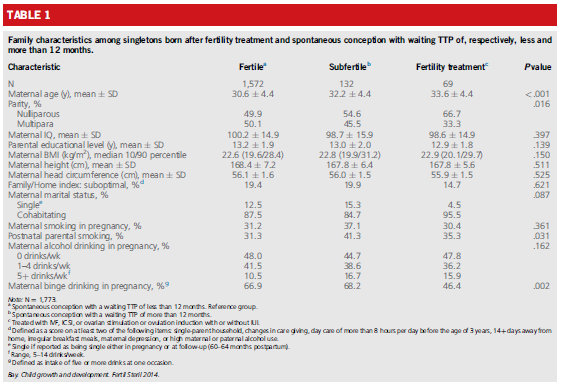 TABLE 1
Family characteristics among singletons born after fertility treatment and spontaneous conception with waiting TTP of, respectively, less and
more than 12 months.
Characteristic Fertileᵃ Subfertileᵇ Fertility treatmentᶜ P value
N 1,572 132 69
Maternal age (y), mean ± SD 30.6 ± 4.4 32.2 ± 4.4 33.6 ± 4.4 <.001
Parity, % .016
Nulliparous 49.9 54.6 66.7
Multipara 50.1 45.5 33.3
Maternal IQ, mean ± SD 100.2 ± 14.9 98.7 ± 15.9 98.6 ± 14.9 .397
Parental educational level (y), mean ± SD 13.2 ± 1.9 13.0 ± 2.0 12.9 ± 1.8 .139
Maternal BMI (kg/m²), median 10/90 percentile 22.6 (19.6/28.4) 22.8 (19.9/31.2) 22.9 (20.1/29.7) .150
Maternal height (cm), mean ± SD 168.4 ± 7.2 167.8 ± 6.4 167.8 ± 5.6 .511
Maternal head circumference (cm), mean ± SD 56.1 ± 1.6 56.0 ± 1.5 55.9 ± 1.5 .525
Family/Home index: suboptimal, %ᵈ 19.4 19.9 14.7 .621
Maternal marital status .087
Singleᵉ 12.5 15.3 4.5
Cohabitating 87.5 84.7 95.5
Maternal smoking in pregnancy, % 31.2 37.1 30.4 .361
Postnatal parental smoking, % 31.3 41.3 35.3 .031
Maternal alcohol drinking in pregnancy, % .162
0 drinks/wk 48.0 44.7 47.8
1–4 drinks/wk 41.5 38.6 36.2
5+ drinks/wkᶠ 10.5 16.7 15.9
Maternal binge drinking in pregnancy, %ᵍ 66.9 68.2 46.4 .002
Note: N = 1,773.
ᵃ Spontaneous conception with a waiting TTP of less than 12 months. Reference group.
ᵇ Spontaneous conception with a waiting TTP of more than 12 months.
ᶜ Treated with IVF, ICSI, or ovarian stimulation or ovulation induction with or without IUI.
ᵈ Defined as a score on at least two of the following items: single-parent household, changes in care giving, day care of more than 8 hours per day before the age of 3 years, 14+ days away from
home, irregular breakfast meals, maternal depression, or high maternal or paternal alcohol use.
ᵉ Single if reported as being single either in pregnancy or at follow-up (60–64 months postpartum).
ᶠ Range, 5–14 drinks/week.
ᵍ Defined as intake of five or more drinks at one occasion.
Bay. Child growth and development. Fertil Steril 2014.